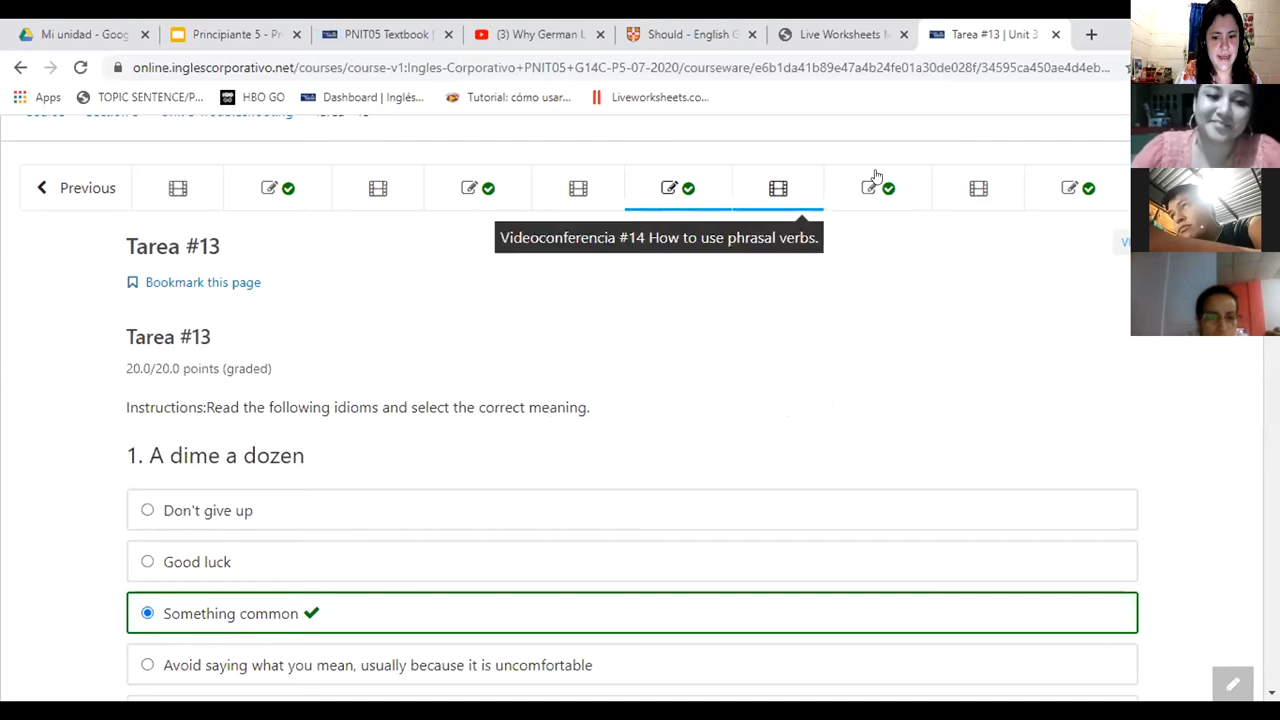 Mi unidad - Goog
Principiante 5 - Pr
PNIT05 Textbook
(3) Why German L
Should - English G
Live Worksheets
Tarea #13 | Unit 3
online.inglescorporativo.net/courses/course-v1:Ingles-Corporativo+PNIT05+G14C-P5-07-2020/courseware/e6b1da41b89e47a4b24fe01a30de028f/34595ca450ae4d4eb...
Apps
TOPIC SENTENCE/P...
HBO GO
Dashboard | Inglés...
Tutorial: cómo usar...
Liveworksheets.co...
Previous
Videoconferencia #14 How to use phrasal verbs.
Tarea #13
Bookmark this page
Tarea #13
20.0/20.0 points (graded)
Instructions:Read the following idioms and select the correct meaning.
1. A dime a dozen
Don't give up
Good luck
Something common
Avoid saying what you mean, usually because it is uncomfortable